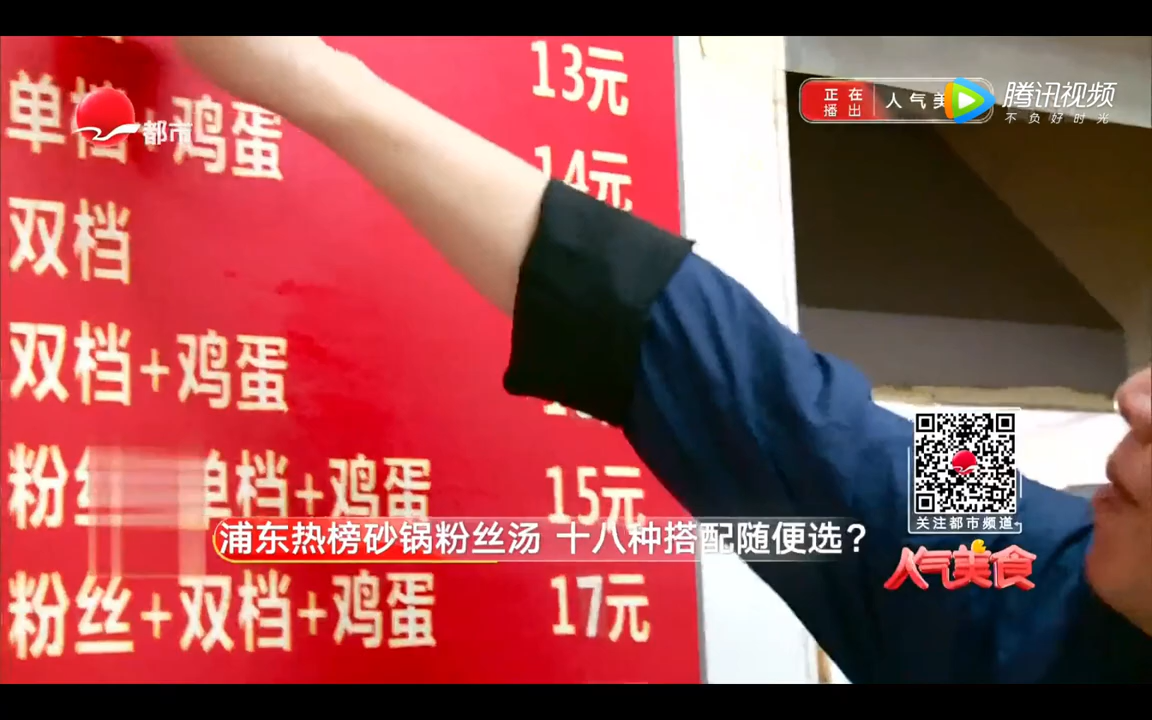 13元
正在播出
人气美
腾讯视频
不负好时光
单档+鸡蛋
都市
14元
双档
双档+鸡蛋
粉丝+单档+鸡蛋
15元
关注都市频道
浦东热榜砂锅粉丝汤 十八种搭配随便选?
人气美食
粉丝+双档+鸡蛋
17元